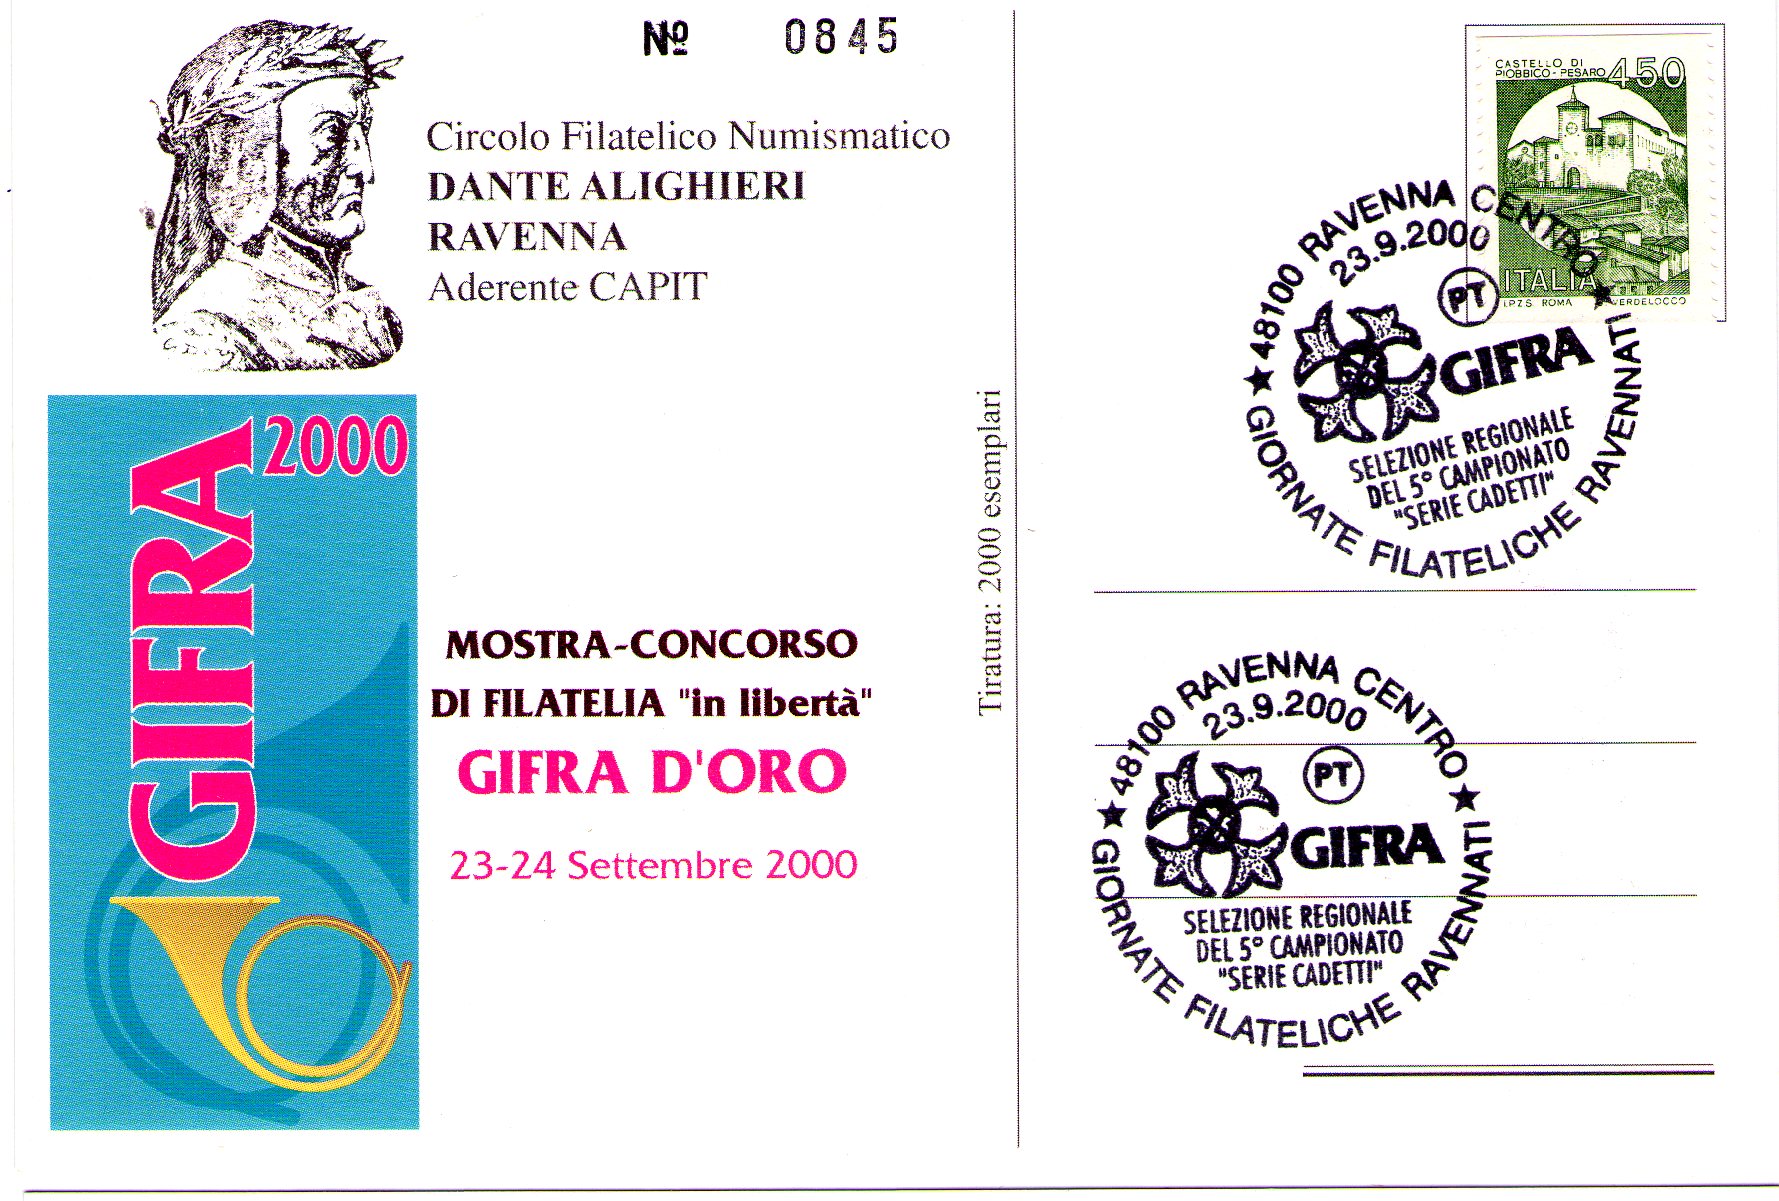 Nº 0845
Circolo Filatelico Numismatico
DANTE ALIGHIERI
RAVENNA
Aderente CAPIT
GIFRA 2000
MOSTRA-CONCORSO
DI FILATELIA "in libertà"
GIFRA D'ORO
23-24 Settembre 2000
Tiratura: 2000 esemplari
CASTELLO DI
PIOBBICO - PESARO 450
ITALIA
I.P.Z.S. ROMA VERDELOCCO
★ 48100 RAVENNA CENTRO ★
23.9.2000
PT
GIFRA
SELEZIONE REGIONALE
DEL 5° CAMPIONATO
"SERIE CADETTI"
GIORNATE FILATELICHE RAVENNATI
★ 48100 RAVENNA CENTRO ★
23.9.2000
PT
GIFRA
SELEZIONE REGIONALE
DEL 5° CAMPIONATO
"SERIE CADETTI"
GIORNATE FILATELICHE RAVENNATI